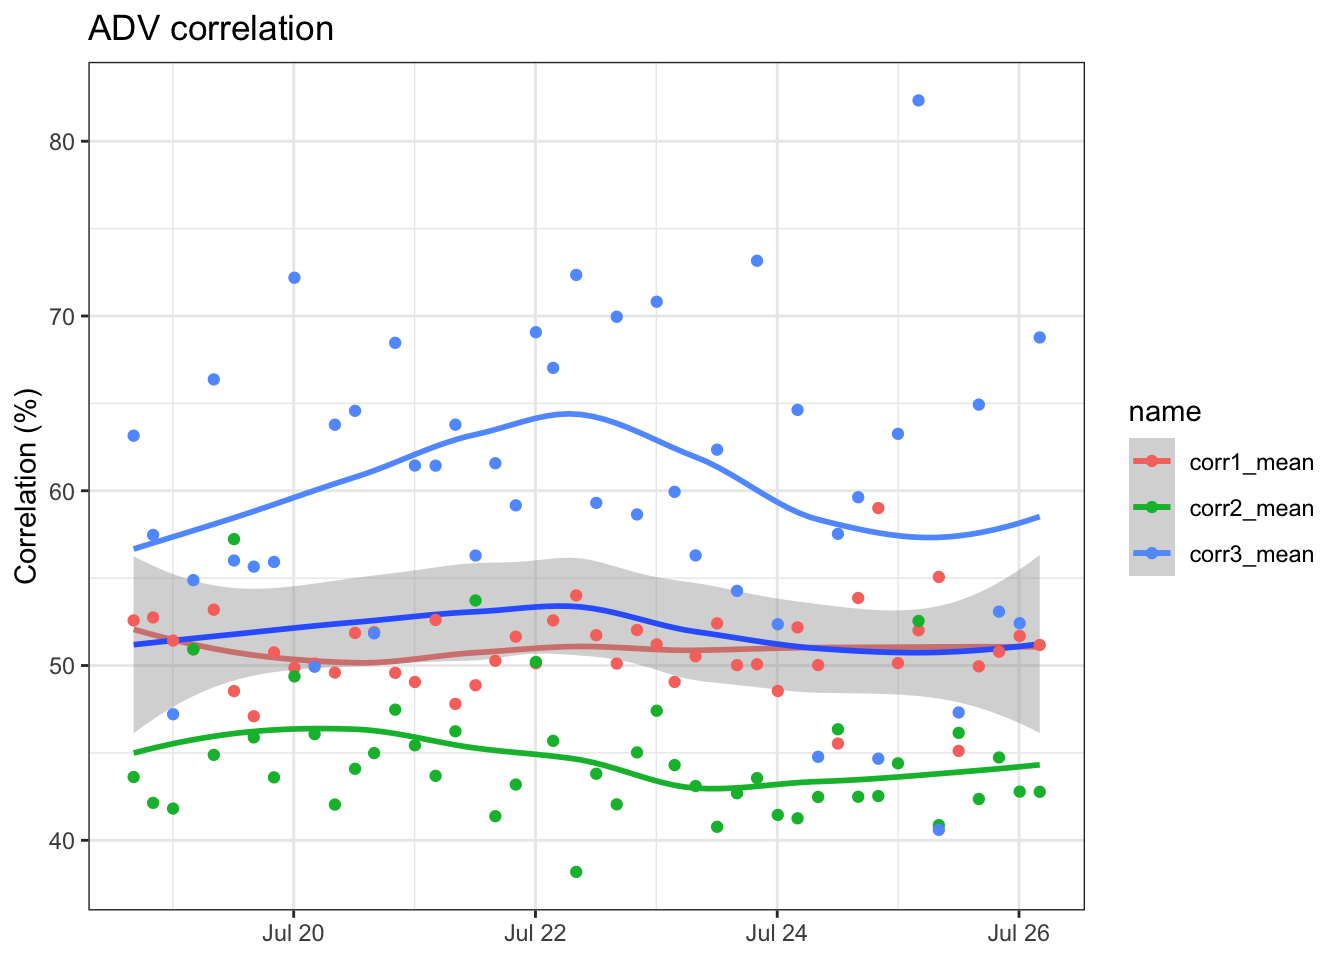 ADV correlation
Correlation (%)
80
70
60
50
40
Jul 20
Jul 22
Jul 24
Jul 26
name
corr1_mean
corr2_mean
corr3_mean